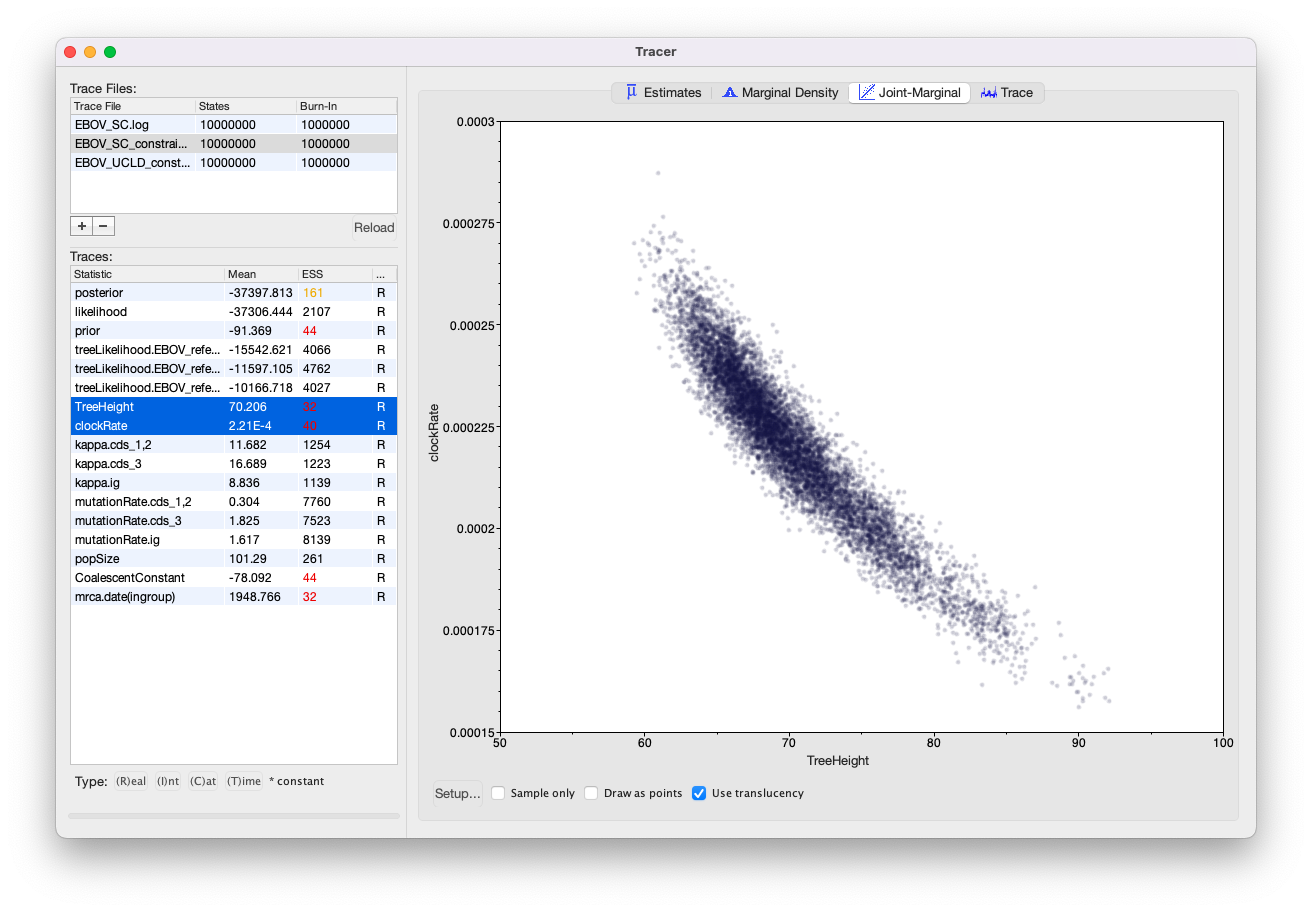 Tracer
Trace Files:
Trace File States Burn-In
EBOV_SC.log 10000000 1000000
EBOV_SC_constrai... 10000000 1000000
EBOV_UCLD_const... 10000000 1000000
+ − Reload
Traces:
Statistic Mean ESS ...
posterior -37397.813 161 R
likelihood -37306.444 2107 R
prior -91.369 44 R
treeLikelihood.EBOV_refe... -15542.621 4066 R
treeLikelihood.EBOV_refe... -11597.105 4762 R
treeLikelihood.EBOV_refe... -10166.718 4027 R
TreeHeight 70.206 32 R
clockRate 2.21E-4 40 R
kappa.cds_1,2 11.682 1254 R
kappa.cds_3 16.689 1223 R
kappa.ig 8.836 1139 R
mutationRate.cds_1,2 0.304 7760 R
mutationRate.cds_3 1.825 7523 R
mutationRate.ig 1.617 8139 R
popSize 101.29 261 R
CoalescentConstant -78.092 44 R
mrca.date(ingroup) 1948.766 32 R
Type: (R)eal (I)nt (C)at (T)ime * constant
Estimates Marginal Density Joint-Marginal Trace
0.0003
0.000275
0.00025
0.000225
0.0002
0.000175
0.00015
clockRate
50 60 70 80 90 100
TreeHeight
Setup... Sample only Draw as points Use translucency